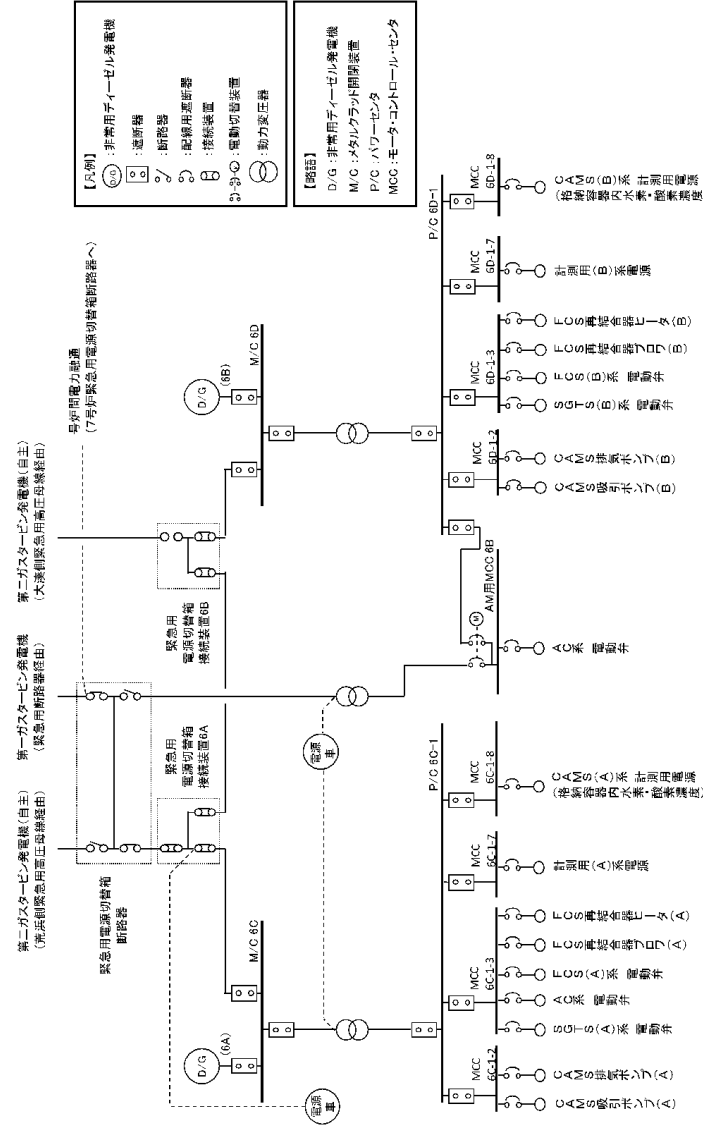 第二ガスタービン発電機(自主)
(荒浜側緊急用高圧母線経由)
第一ガスタービン発電機
(緊急用断路器経由)
第二ガスタービン発電機(自主)
(大湊側緊急用高圧母線経由)
号炉間電力融通
(7号炉緊急用電源切替箱断路器へ)
緊急用電源切替箱
断路器
緊急用
電源切替箱
接続装置6A
緊急用
電源切替箱
接続装置6B
【凡例】
D/G
:非常用ディーゼル発電機
:遮断器
:断路器
:配線用遮断器
:接続装置
:電動切替装置
:動力変圧器
【略語】
D/G :非常用ディーゼル発電機
M/C :メタルクラッド開閉装置
P/C :パワーセンタ
MCC :モータ・コントロール・センタ
D/G
(6A)
M/C 6C
D/G
(6B)
M/C 6D
電源
車
電源
車
P/C 6C-1
P/C 6D-1
M
AM用MCC 6B
MCC
6C-1-2
MCC
6C-1-3
MCC
6C-1-7
MCC
6C-1-8
MCC
6D-1-2
MCC
6D-1-3
MCC
6D-1-7
MCC
6D-1-8
CAMS吸引ポンプ(A)
CAMS排気ポンプ(A)
SGTS(A)系 電動弁
AC系 電動弁
FCS(A)系 電動弁
FCS再結合器ブロワ(A)
FCS再結合器ヒータ(A)
計測用(A)系電源
CAMS(A)系 計測用電源
(格納容器内水素・酸素濃度)
AC系 電動弁
CAMS吸引ポンプ(B)
CAMS排気ポンプ(B)
SGTS(B)系 電動弁
FCS(B)系 電動弁
FCS再結合器ブロワ(B)
FCS再結合器ヒータ(B)
計測用(B)系電源
CAMS(B)系 計測用電源
(格納容器内水素・酸素濃度